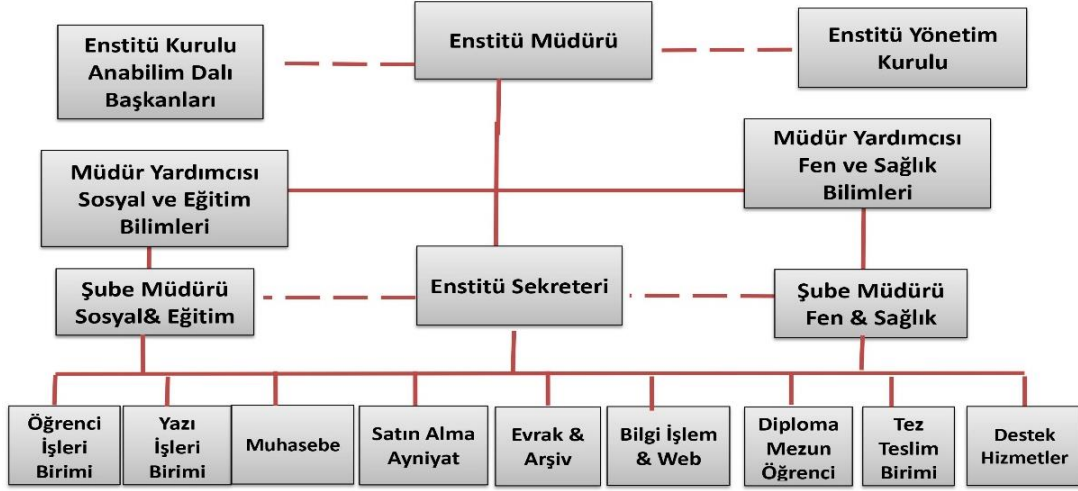 Enstitü Kurulu
Anabilim Dalı
Başkanları
Enstitü Müdürü
Enstitü Yönetim
Kurulu
Müdür Yardımcısı
Sosyal ve Eğitim
Bilimleri
Müdür Yardımcısı
Fen ve Sağlık
Bilimleri
Şube Müdürü
Sosyal& Eğitim
Enstitü Sekreteri
Şube Müdürü
Fen & Sağlık
Öğrenci
İşleri
Birimi
Yazı
İşleri
Birimi
Muhasebe
Satın Alma
Ayniyat
Evrak &
Arşiv
Bilgi İşlem
& Web
Diploma
Mezun
Öğrenci
Tez
Teslim
Birimi
Destek
Hizmetler